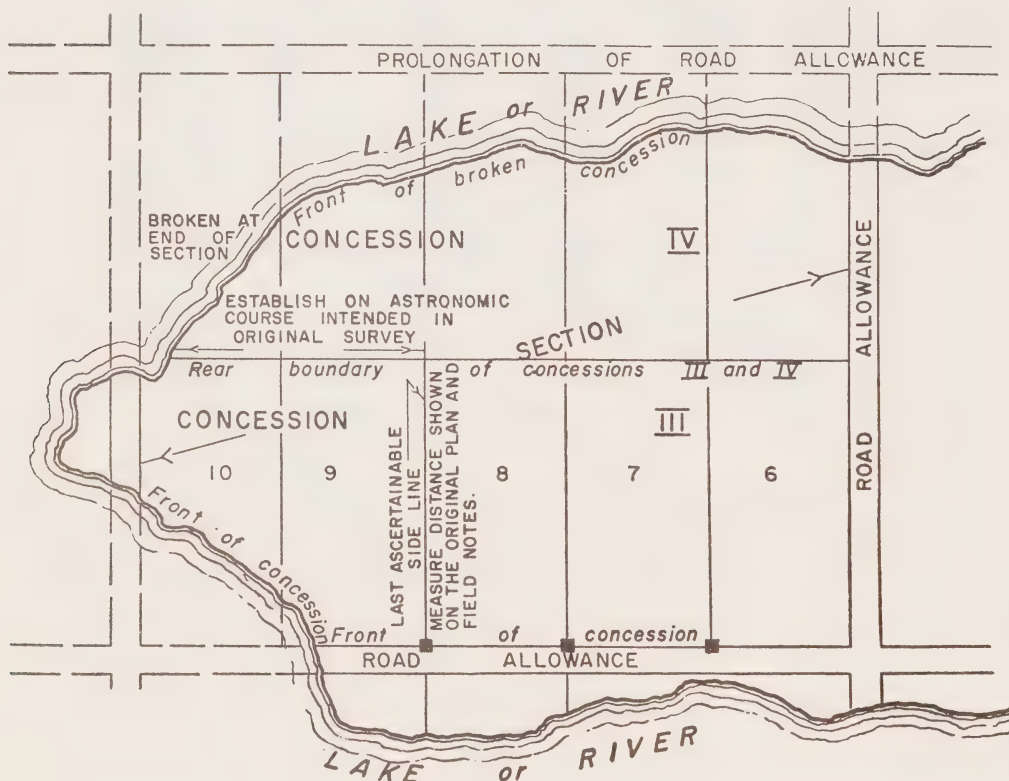 PROLONGATION OF ROAD ALLOWANCE
LAKE or RIVER
Front of broken concession
BROKEN AT
END OF
SECTION
CONCESSION
IV
ESTABLISH ON ASTRONOMIC
COURSE INTENDED IN
ORIGINAL SURVEY
SECTION
Rear boundary of concessions III and IV
CONCESSION
III
10 9 8 7 6
ROAD ALLOWANCE
LAST ASCERTAINABLE
SIDE LINE
MEASURE DISTANCE SHOWN
ON THE ORIGINAL PLAN AND
FIELD NOTES.
Front of concession
Front of concession
ROAD ALLOWANCE
LAKE or RIVER